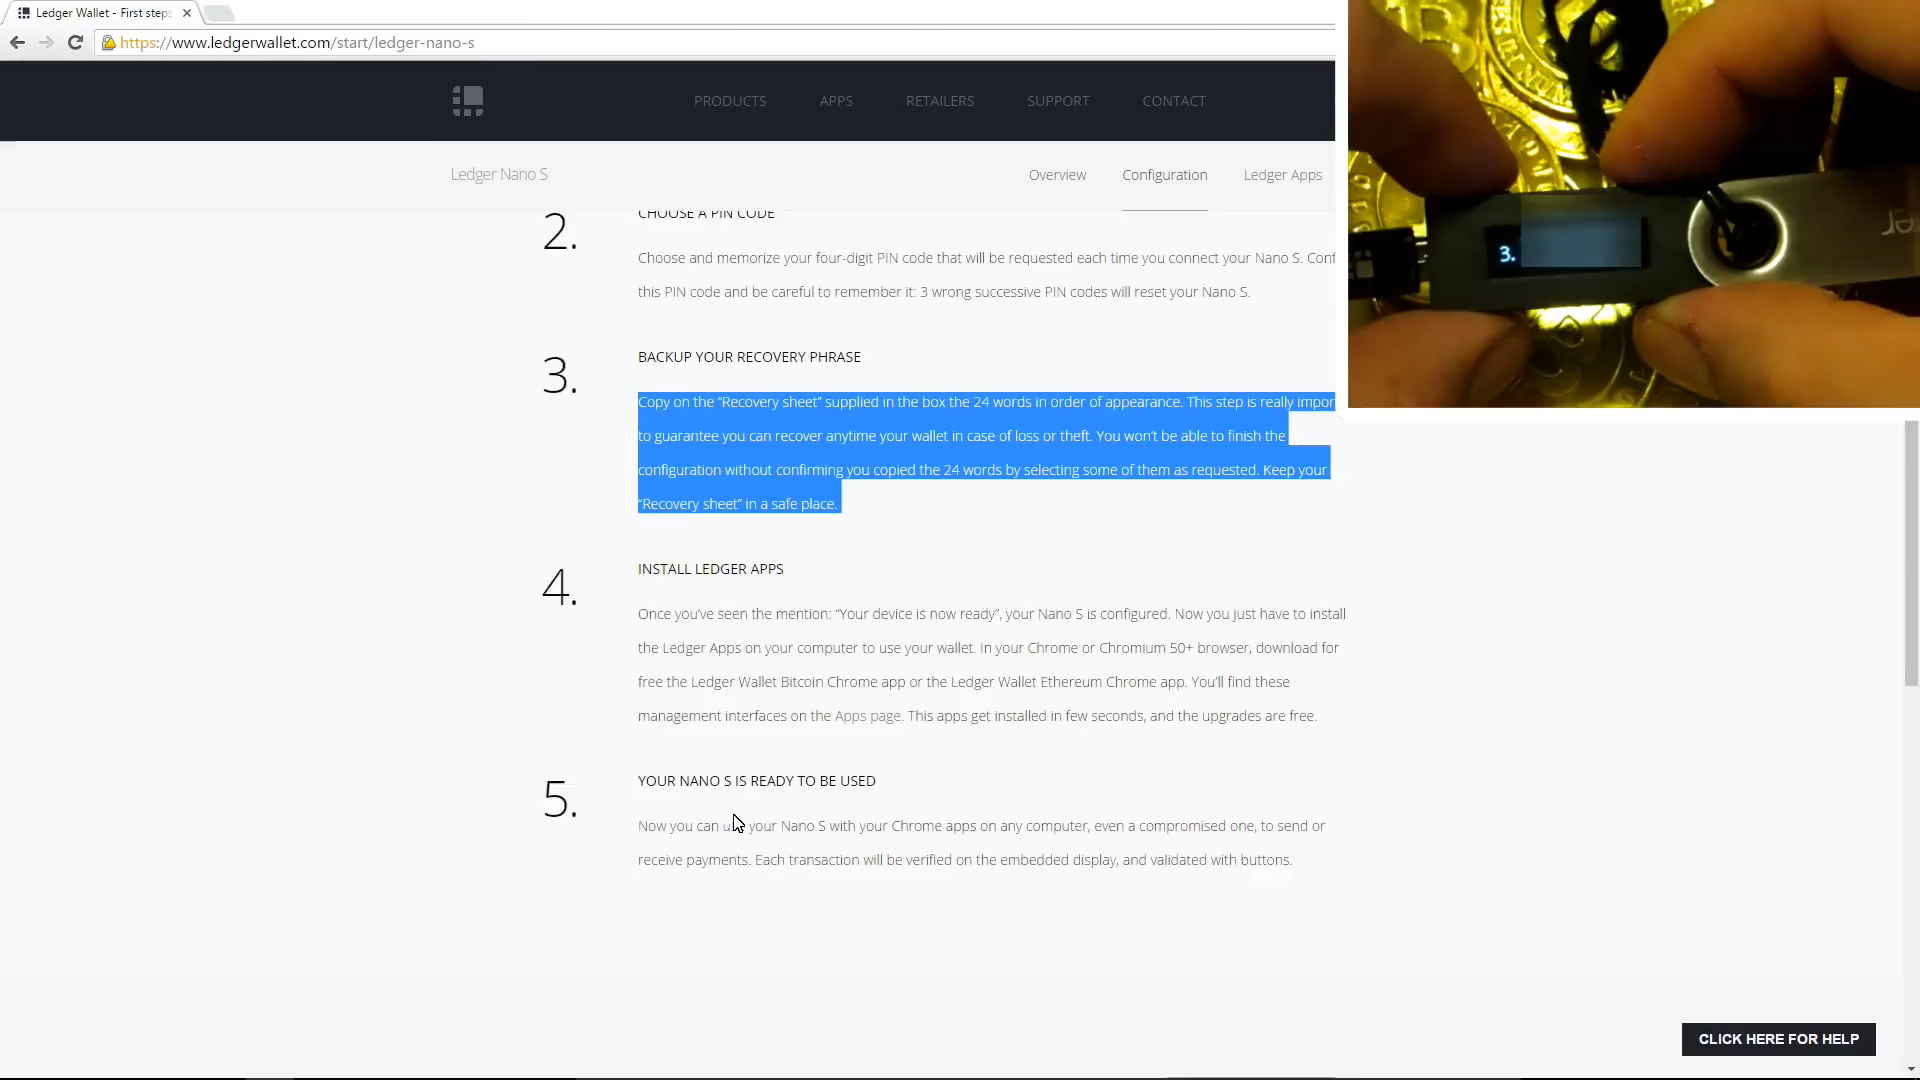 Ledger Wallet - First steps
https://www.ledgerwallet.com/start/ledger-nano-s
PRODUCTS APPS RETAILERS SUPPORT CONTACT
Ledger Nano S Overview Configuration Ledger Apps
2. CHOOSE A PIN CODE
Choose and memorize your four-digit PIN code that will be requested each time you connect your Nano S. Conf
this PIN code and be careful to remember it: 3 wrong successive PIN codes will reset your Nano S.
3. BACKUP YOUR RECOVERY PHRASE
Copy on the “Recovery sheet” supplied in the box the 24 words in order of appearance. This step is really impor
to guarantee you can recover anytime your wallet in case of loss or theft. You won’t be able to finish the
configuration without confirming you copied the 24 words by selecting some of them as requested. Keep your
“Recovery sheet” in a safe place.
4. INSTALL LEDGER APPS
Once you’ve seen the mention: “Your device is now ready”, your Nano S is configured. Now you just have to install
the Ledger Apps on your computer to use your wallet. In your Chrome or Chromium 50+ browser, download for
free the Ledger Wallet Bitcoin Chrome app or the Ledger Wallet Ethereum Chrome app. You’ll find these
management interfaces on the Apps page. This apps get installed in few seconds, and the upgrades are free.
5. YOUR NANO S IS READY TO BE USED
Now you can use your Nano S with your Chrome apps on any computer, even a compromised one, to send or
receive payments. Each transaction will be verified on the embedded display, and validated with buttons.
CLICK HERE FOR HELP
3.